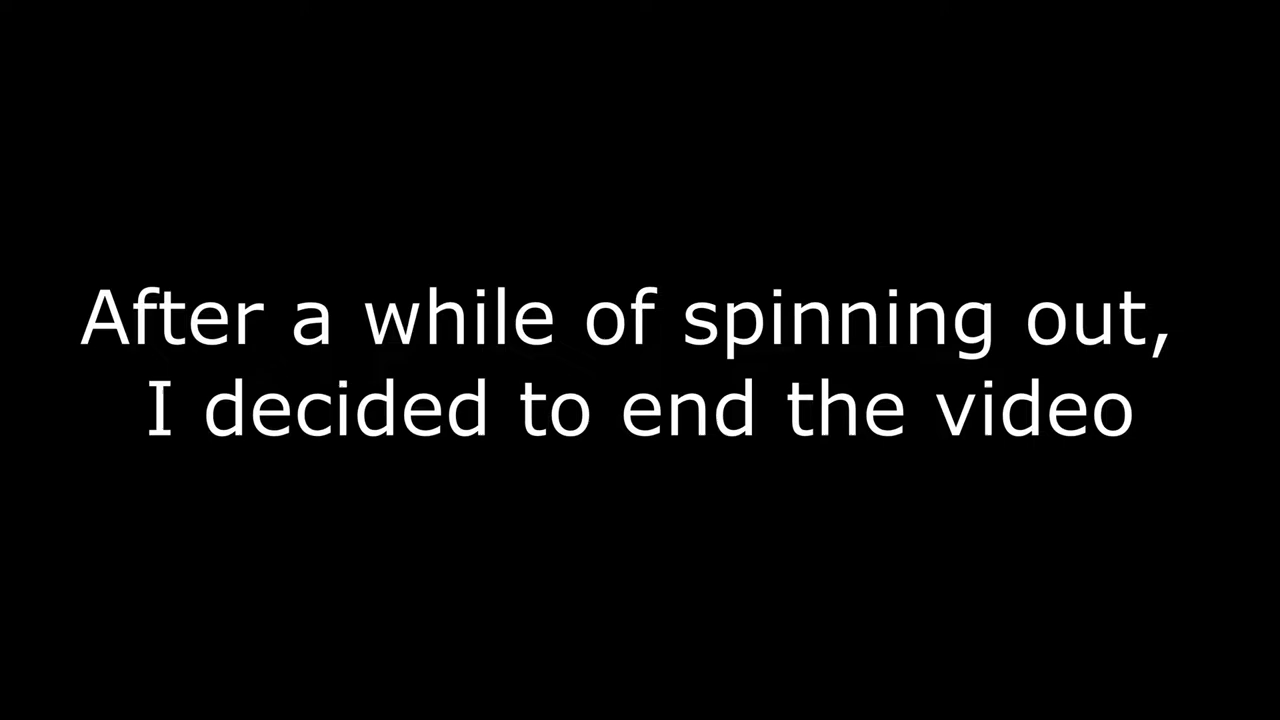 After a while of spinning out,
I decided to end the video